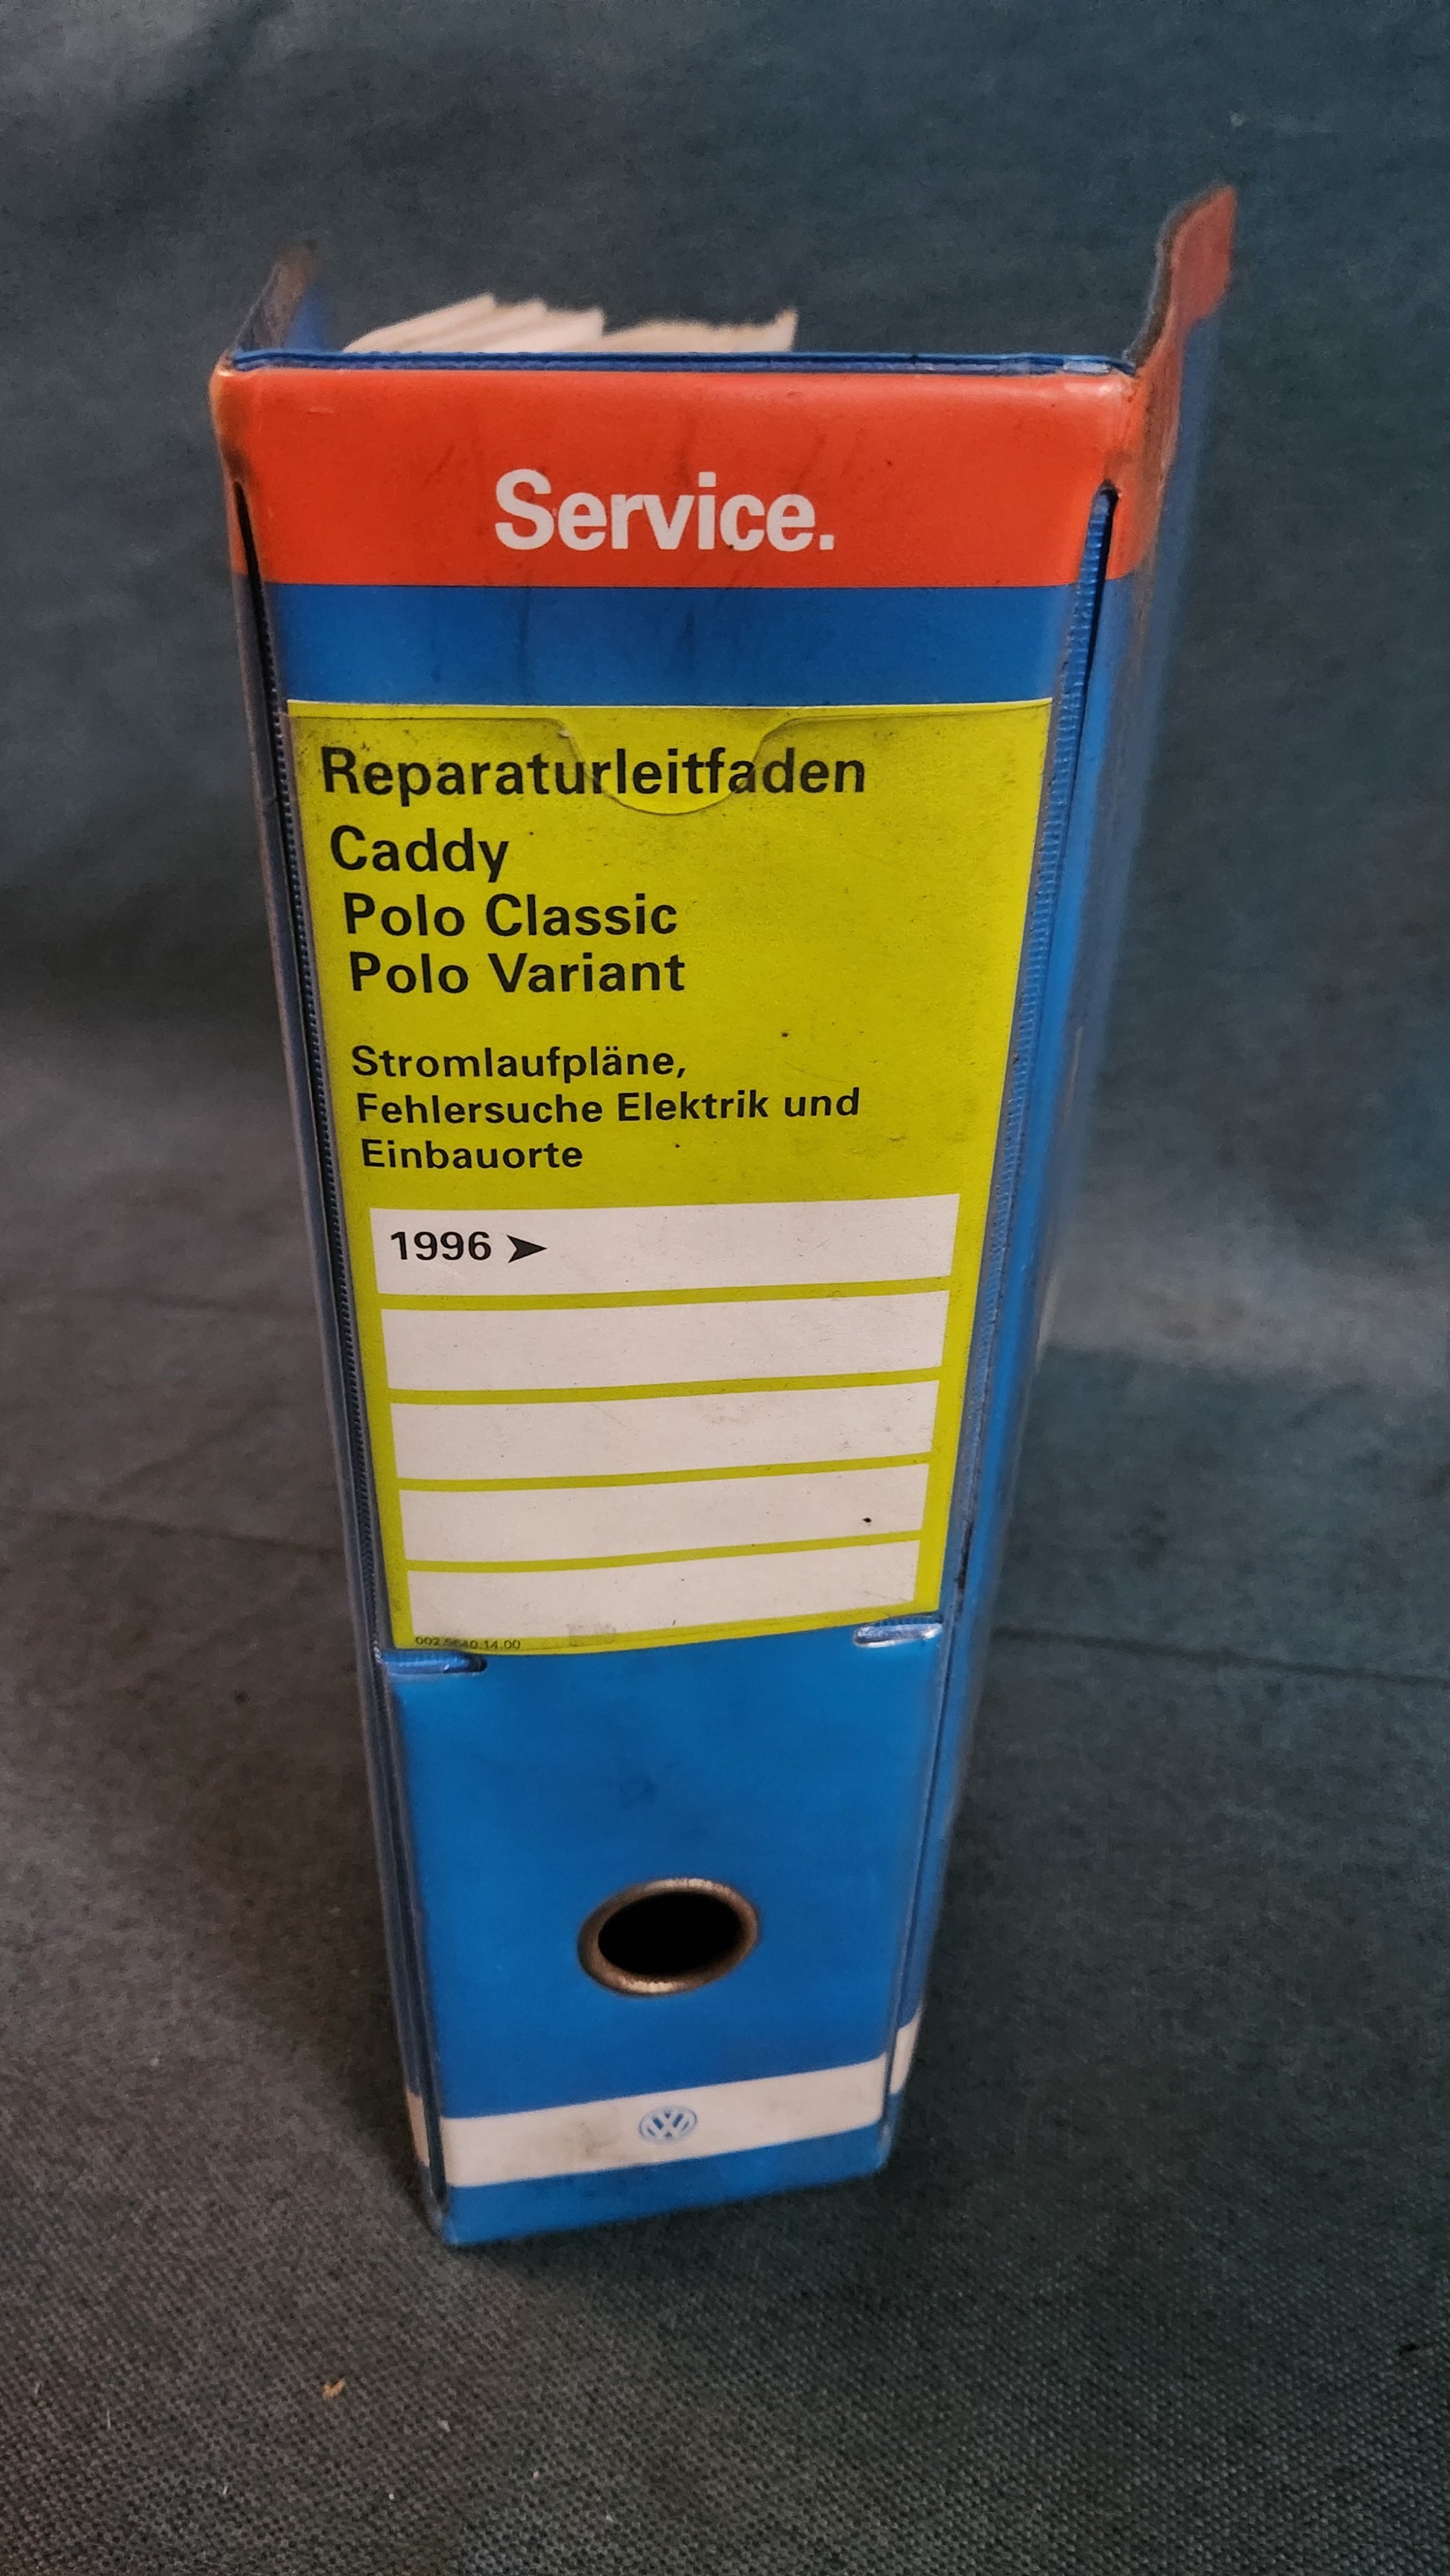 Service.
Reparaturleitfaden
Caddy
Polo Classic
Polo Variant
Stromlaufpläne,
Fehlersuche Elektrik und
Einbauorte
1996 ➤